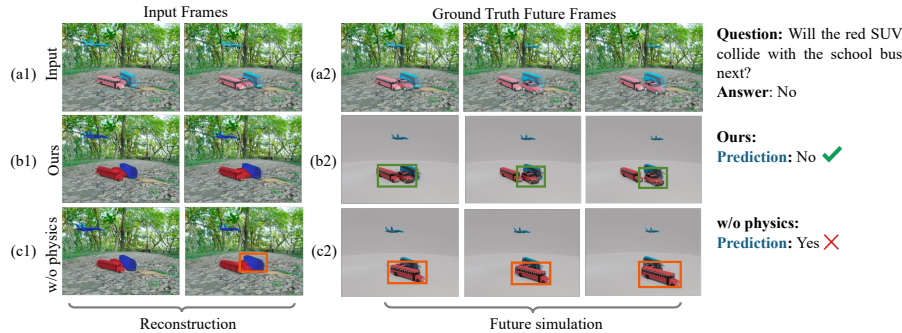 Input Frames
Ground Truth Future Frames
(a1)
Input
(a2)
Question: Will the red SUV
collide with the school bus
next?
Answer: No
(b1)
Ours
(b2)
Ours:
Prediction: No
(c1)
w/o physics
(c2)
w/o physics:
Prediction: Yes
Reconstruction
Future simulation